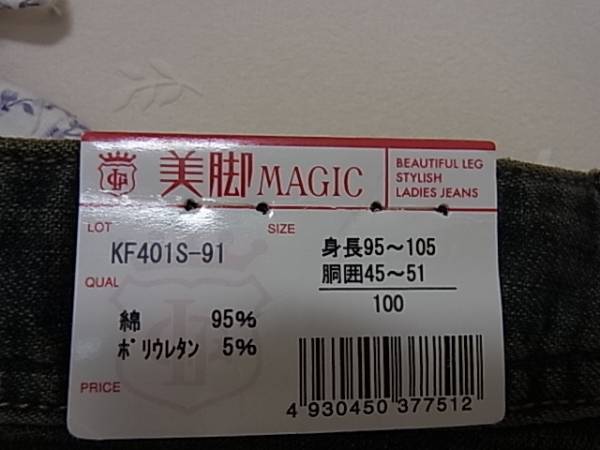 美脚MAGIC
BEAUTIFUL LEG
STYLISH
LADIES JEANS
LOT
KF401S-91
SIZE
身長95~105
胴囲45~51
100
QUAL
綿 95%
ポリウレタン 5%
PRICE
4 930450 377512